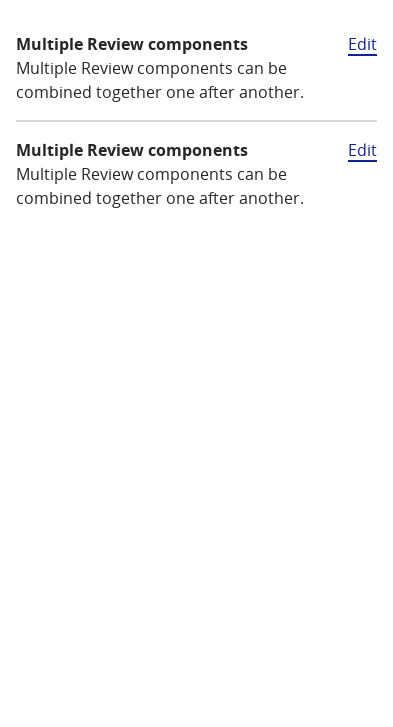 Multiple Review components
Edit
Multiple Review components can be
combined together one after another.
Multiple Review components
Edit
Multiple Review components can be
combined together one after another.